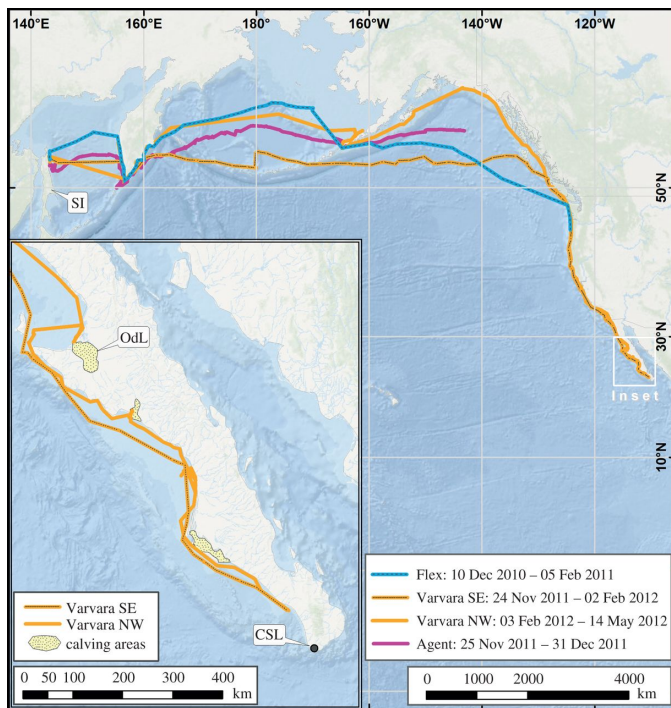 140°E 160°E 180° 160°W 140°W 120°W
50°N
SI
30°N
Inset
10°N
OdL
CSL
Varvara SE
Varvara NW
calving areas
0 50 100 200 300 400
km
Flex: 10 Dec 2010 – 05 Feb 2011
Varvara SE: 24 Nov 2011 – 02 Feb 2012
Varvara NW: 03 Feb 2012 – 14 May 2012
Agent: 25 Nov 2011 – 31 Dec 2011
0 1000 2000 4000
km